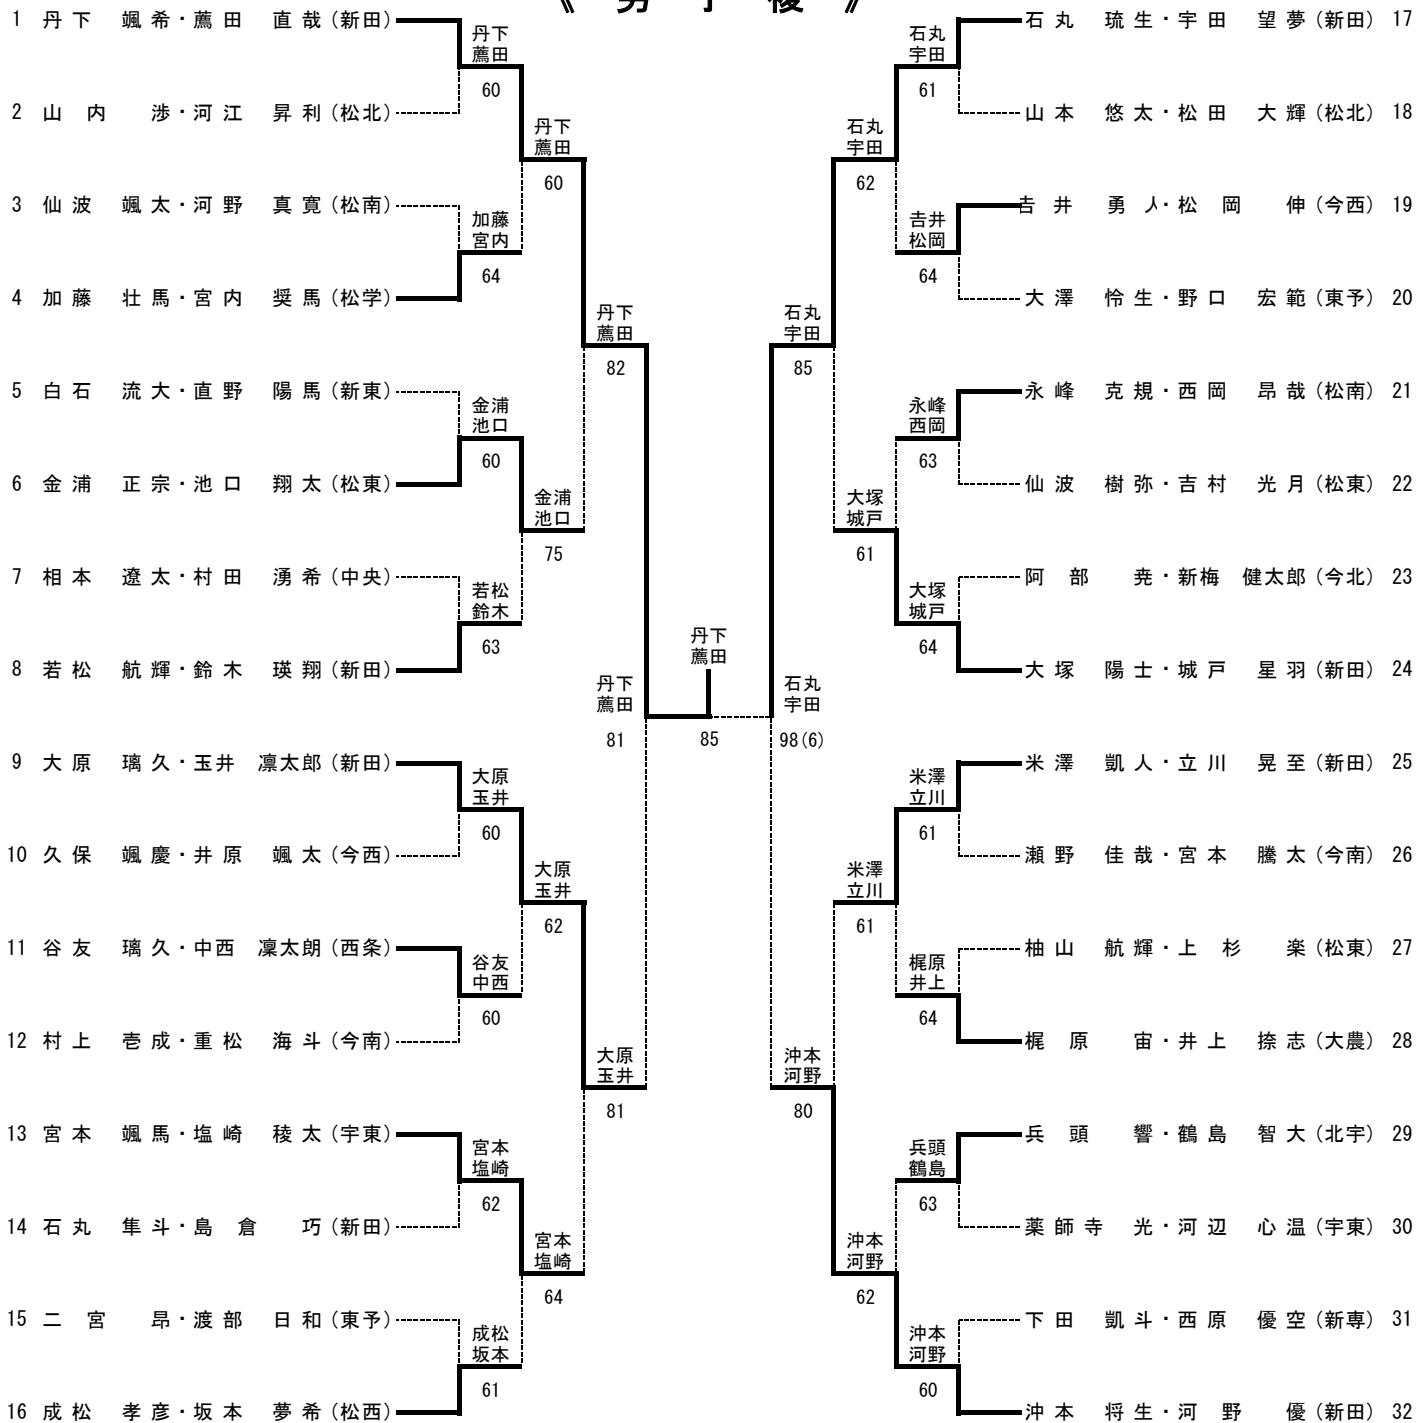 《 男 子 複 》
1 丹下 颯希・薦田 直哉(新田)
2 山内 渉・河江 昇利(松北)
3 仙波 颯太・河野 真寛(松南)
4 加藤 壮馬・宮内 奨馬(松学)
5 白石 流大・直野 陽馬(新東)
6 金浦 正宗・池口 翔太(松東)
7 相本 遼太・村田 湧希(中央)
8 若松 航輝・鈴木 瑛翔(新田)
9 大原 璃久・玉井 凛太郎(新田)
10 久保 颯慶・井原 颯太(今西)
11 谷友 璃久・中西 凜太朗(西条)
12 村上 壱成・重松 海斗(今南)
13 宮本 颯馬・塩崎 稜太(宇東)
14 石丸 隼斗・島倉 巧(新田)
15 二宮 昂・渡部 日和(東予)
16 成松 孝彦・坂本 夢希(松西)
丹下
薦田
60
加藤
宮内
64
金浦
池口
60
若松
鈴木
63
大原
玉井
60
谷友
中西
60
宮本
塩崎
62
成松
坂本
61
丹下
薦田
60
金浦
池口
75
大原
玉井
62
宮本
塩崎
64
丹下
薦田
82
大原
玉井
81
丹下
薦田
81
丹下
薦田
85
石丸
宇田
98(6)
石丸
宇田
85
沖本
河野
80
石丸
宇田
62
大塚
城戸
61
米澤
立川
61
沖本
河野
62
石丸
宇田
61
吉井
松岡
64
永峰
西岡
63
大塚
城戸
64
米澤
立川
61
梶原
井上
64
兵頭
鶴島
63
沖本
河野
60
石丸 琉生・宇田 望夢(新田) 17
山本 悠太・松田 大輝(松北) 18
吉井 勇人・松岡 伸(今西) 19
大澤 怜生・野口 宏範(東予) 20
永峰 克規・西岡 昂哉(松南) 21
仙波 樹弥・吉村 光月(松東) 22
阿部 尭・新梅 健太郎(今北) 23
大塚 陽士・城戸 星羽(新田) 24
米澤 凱人・立川 晃至(新田) 25
瀬野 佳哉・宮本 騰太(今南) 26
柚山 航輝・上杉 楽(松東) 27
梶原 宙・井上 捺志(大農) 28
兵頭 響・鶴島 智大(北宇) 29
薬師寺 光・河辺 心温(宇東) 30
下田 凱斗・西原 優空(新専) 31
沖本 将生・河野 優(新田) 32